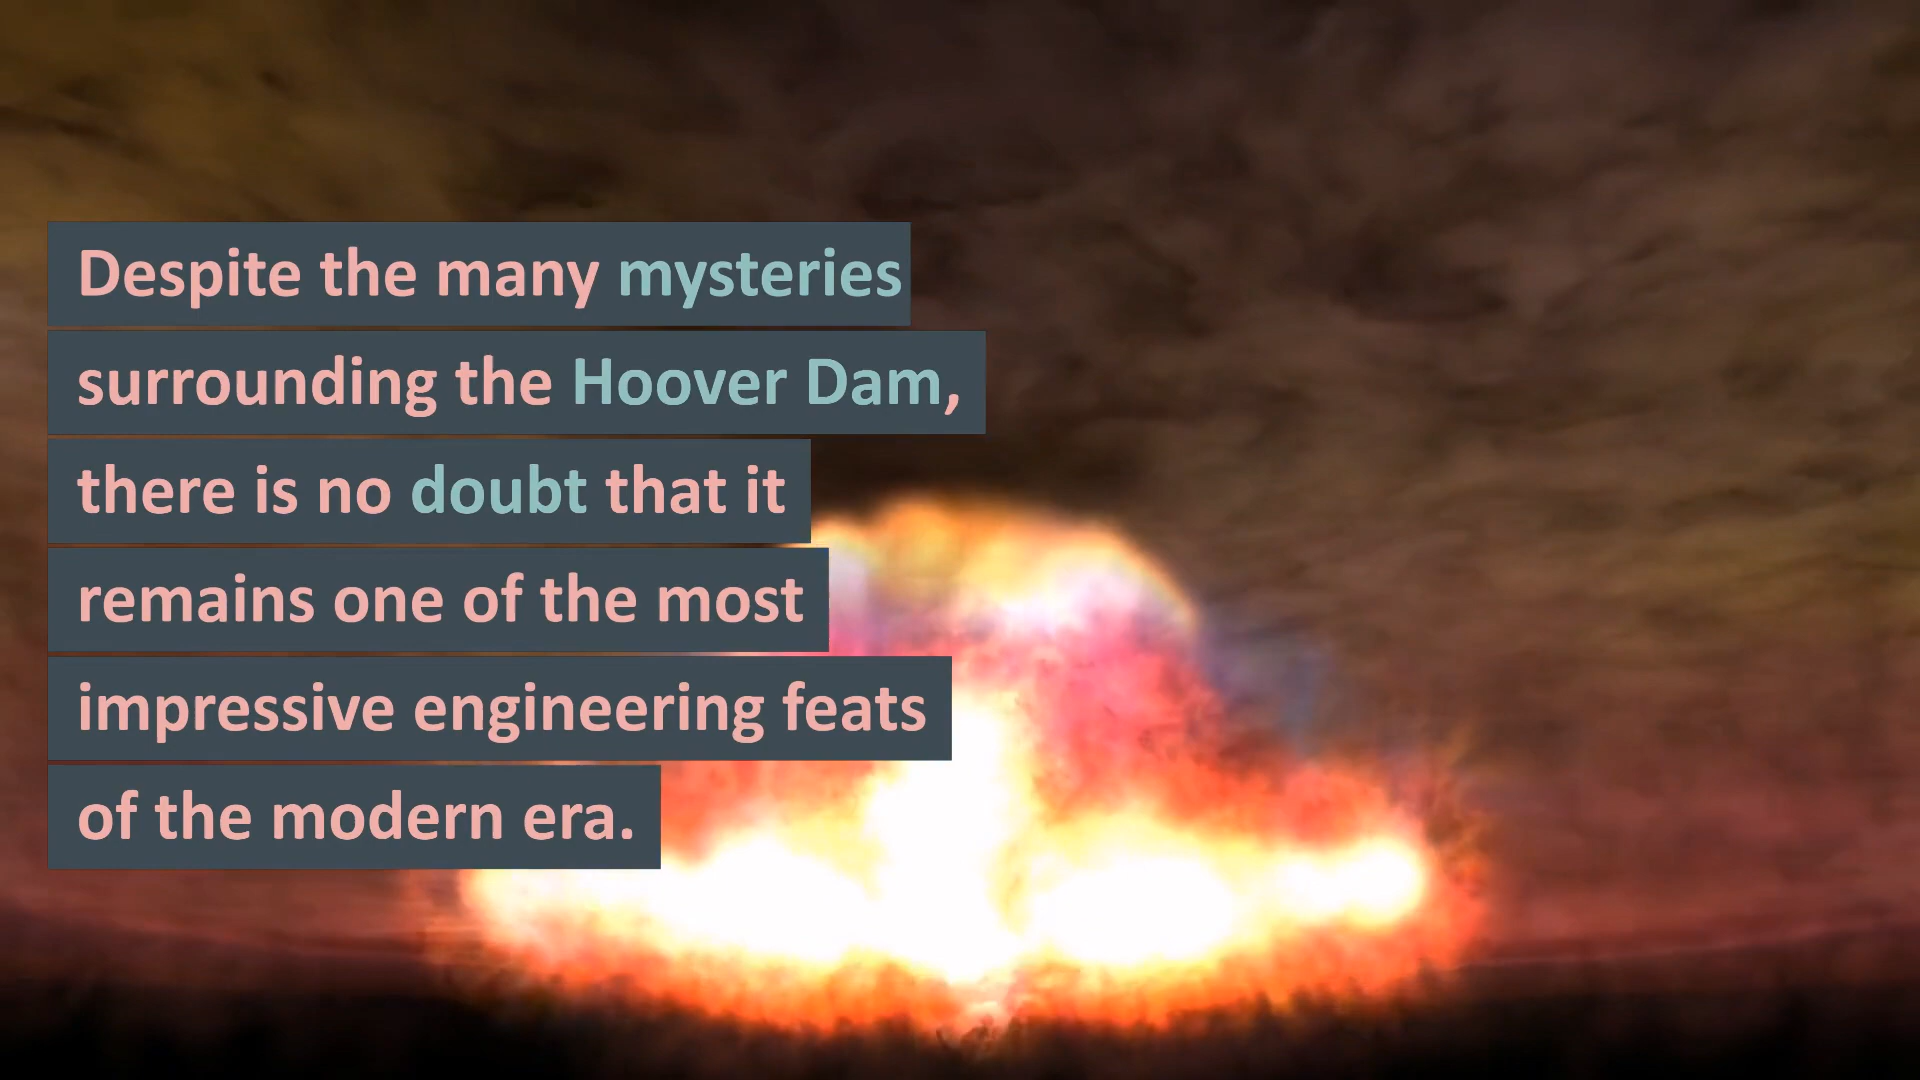 Despite the many mysteries
surrounding the Hoover Dam,
there is no doubt that it
remains one of the most
impressive engineering feats
of the modern era.